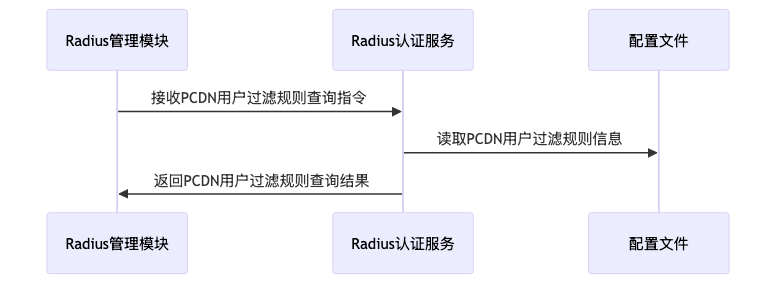 Radius管理模块
Radius认证服务
配置文件
接收PCDN用户过滤规则查询指令
读取PCDN用户过滤规则信息
返回PCDN用户过滤规则查询结果
Radius管理模块
Radius认证服务
配置文件